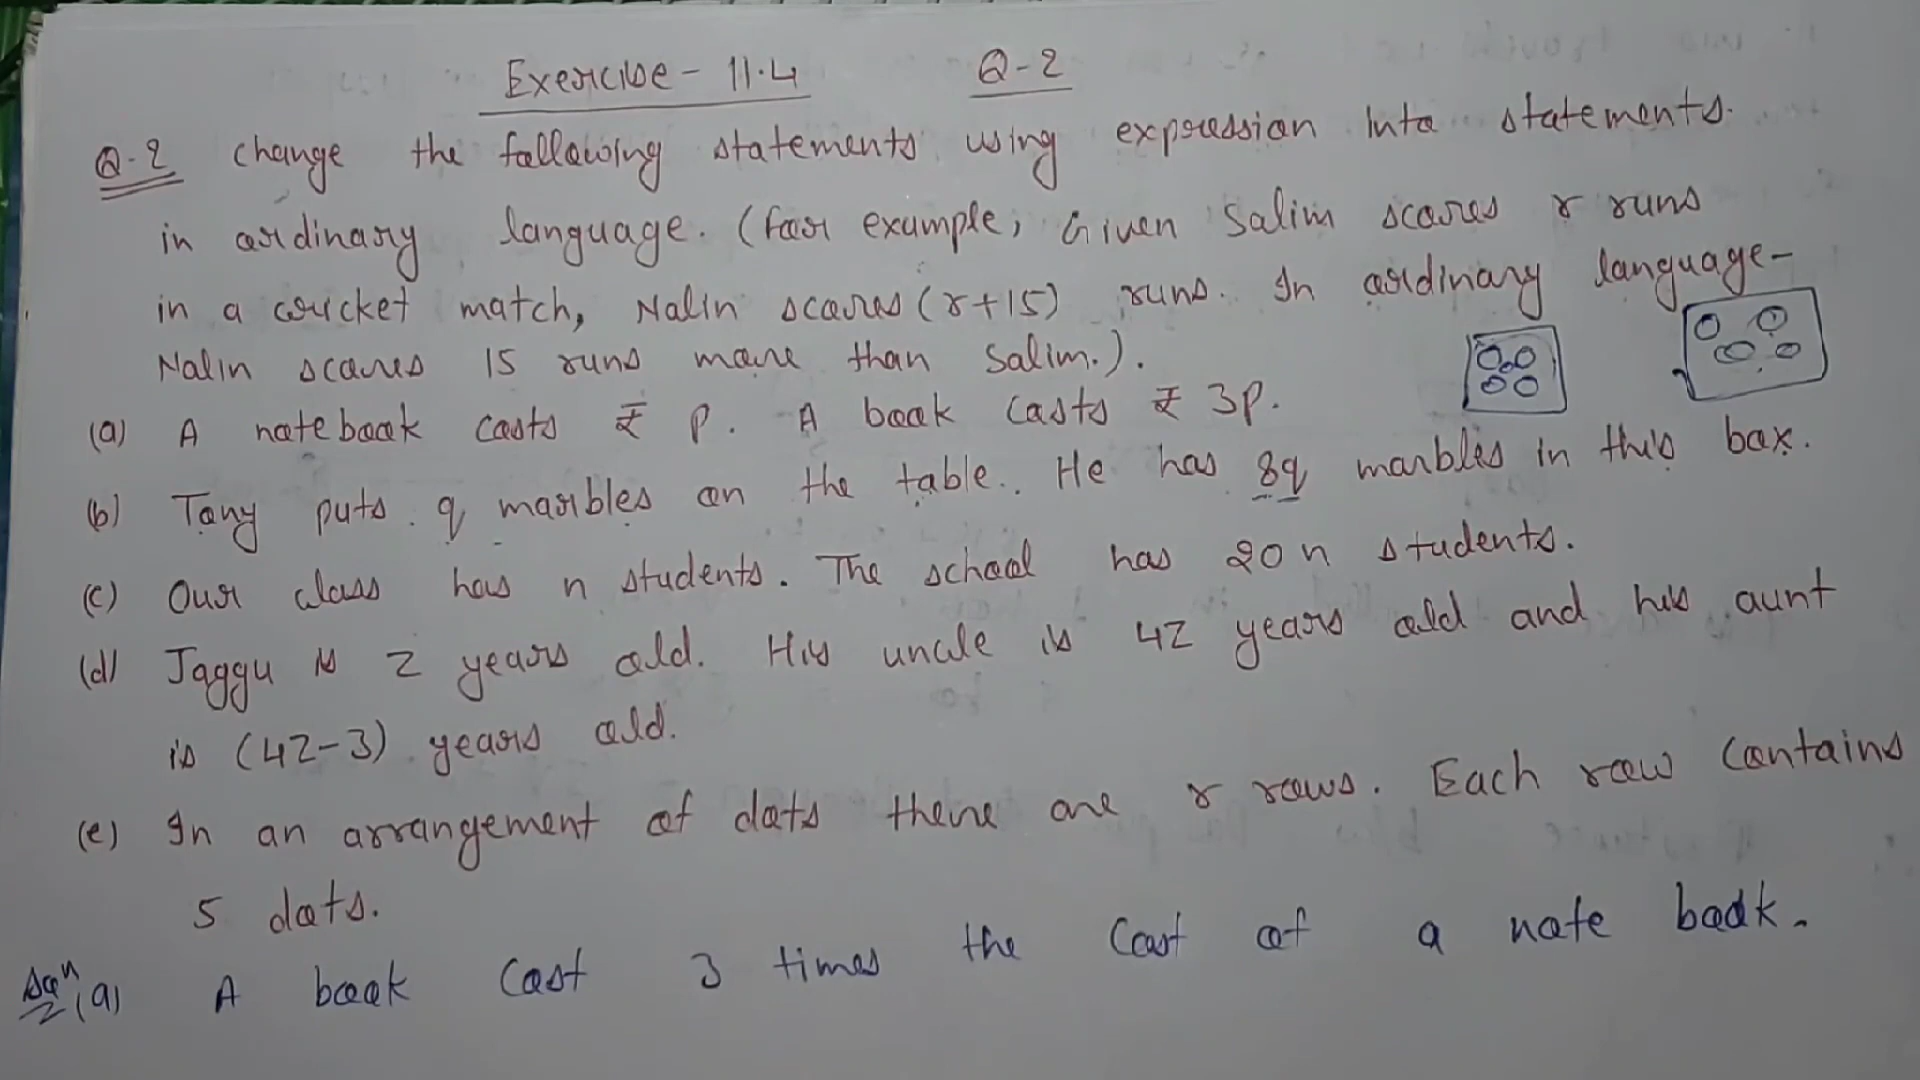 Exercise - 11.4 Q-2
Q-2 Change the following statements using expression into statements.
in ordinary language. (For example, Given Salim scores r runs
in a cricket match, Nalin scores (r+15) runs. In ordinary language-
Nalin scores 15 runs more than Salim.).
(a) A notebook costs ₹ p. A book costs ₹ 3p.
(b) Tony puts q marbles on the table. He has 8q marbles in this box.
(c) Our class has n students. The school has 20n students.
(d) Jaggu is z years old. His uncle is 4z years old and his aunt
is (4z-3) years old.
(e) In an arrangement of dots there are r rows. Each row contains
5 dots.
Soln (a) A book cost 3 times the cost of a note book.